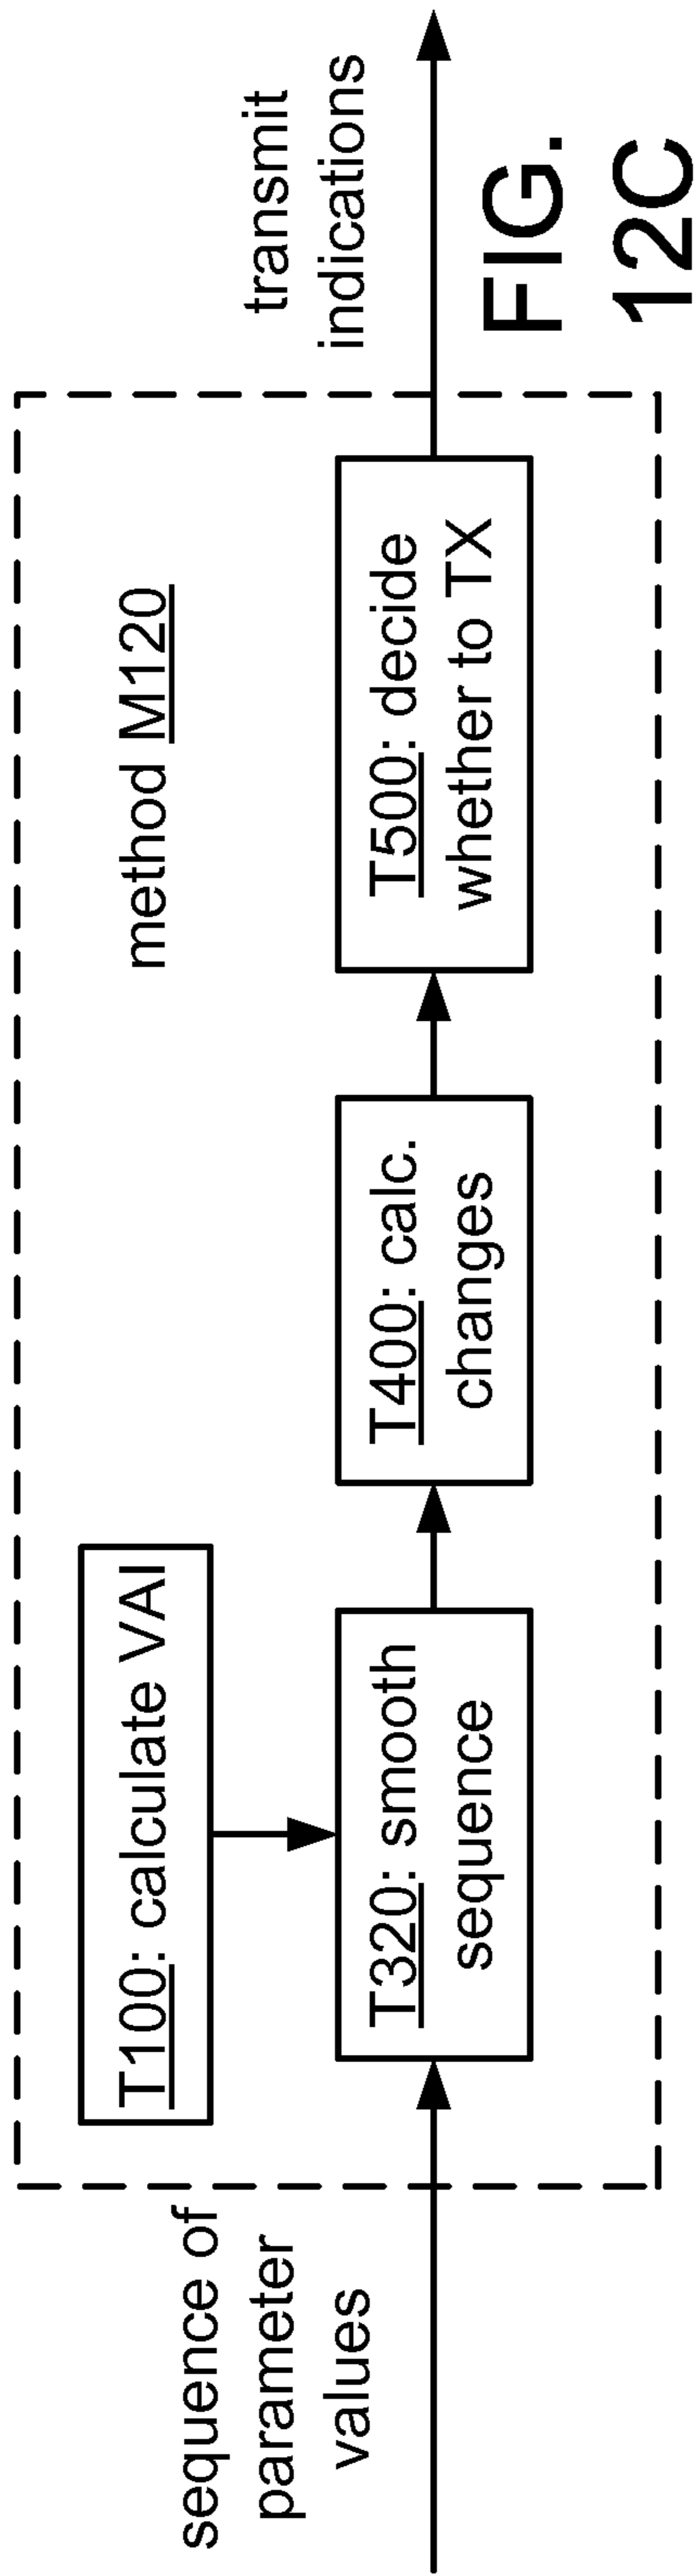 method M120
T100: calculate VAI
sequence of
parameter
values
T320: smooth
sequence
T400: calc.
changes
T500: decide
whether to TX
transmit
indications
FIG.
12C